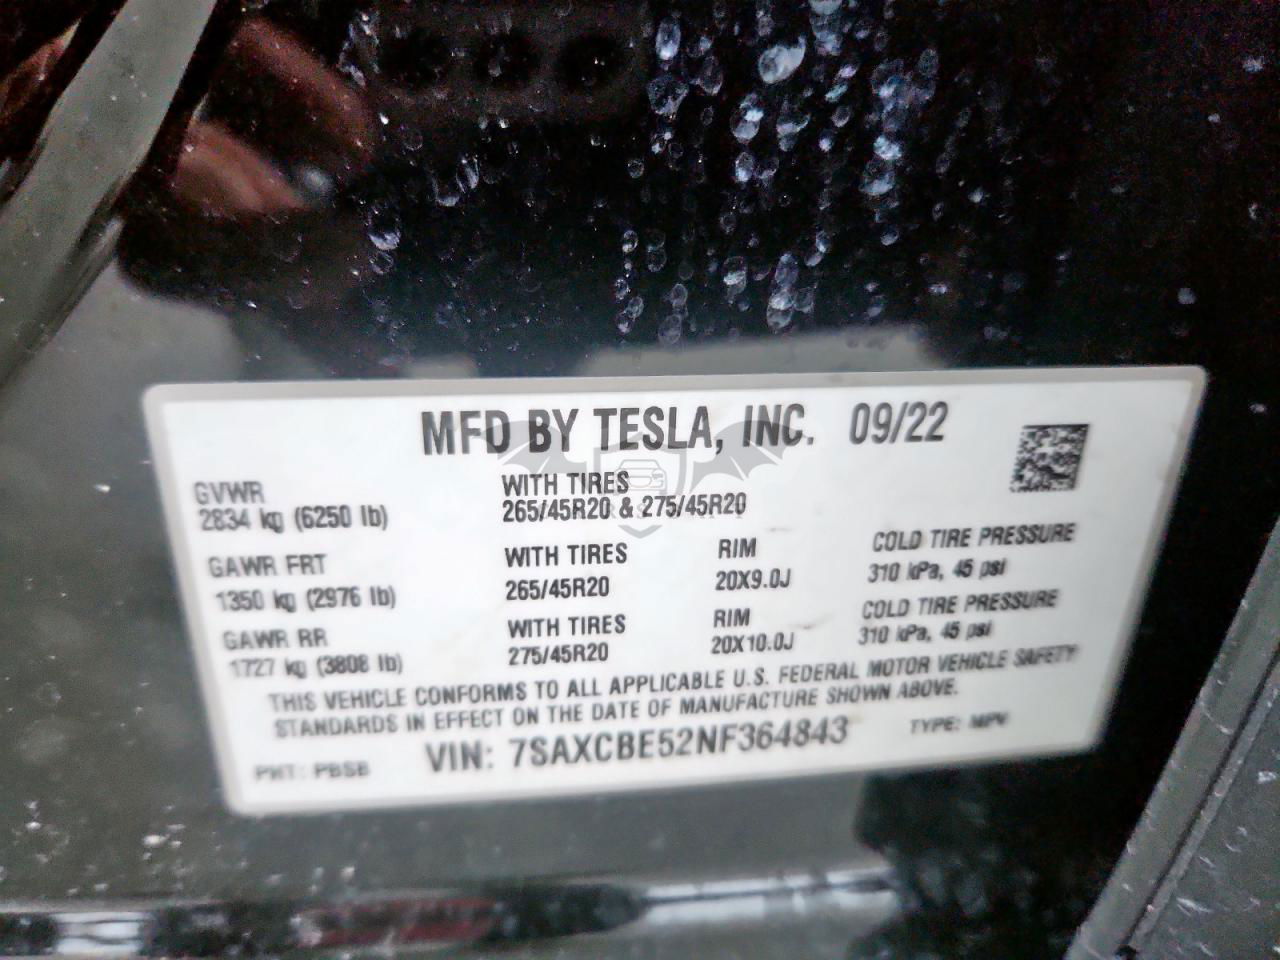 MFD BY TESLA, INC. 09/22
GVWR
2834 kg (6250 lb)
WITH TIRES
265/45R20 & 275/45R20
GAWR FRT
1350 kg (2976 lb)
WITH TIRES
265/45R20
RIM
20X9.0J
COLD TIRE PRESSURE
310 kPa, 45 psi
GAWR RR
1727 kg (3808 lb)
WITH TIRES
275/45R20
RIM
20X10.0J
COLD TIRE PRESSURE
310 kPa, 45 psi
THIS VEHICLE CONFORMS TO ALL APPLICABLE U.S. FEDERAL MOTOR VEHICLE SAFETY
STANDARDS IN EFFECT ON THE DATE OF MANUFACTURE SHOWN ABOVE.
PNT: PBSB
VIN: 7SAXCBE52NF364843
TYPE: MPV